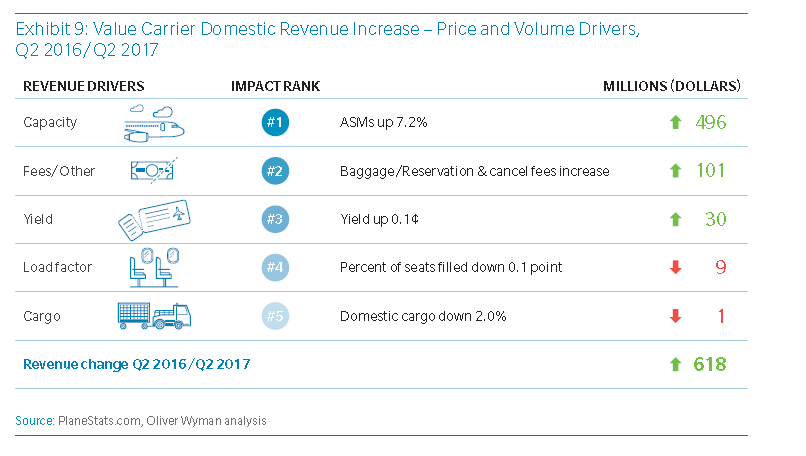 Exhibit 9: Value Carrier Domestic Revenue Increase – Price and Volume Drivers,
Q2 2016/Q2 2017
REVENUE DRIVERS IMPACT RANK MILLIONS (DOLLARS)
Capacity #1 ASMs up 7.2% 496
Fees/Other #2 Baggage/Reservation & cancel fees increase 101
Yield #3 Yield up 0.1¢ 30
Load factor #4 Percent of seats filled down 0.1 point 9
Cargo #5 Domestic cargo down 2.0% 1
Revenue change Q2 2016/Q2 2017 618
Source: PlaneStats.com, Oliver Wyman analysis